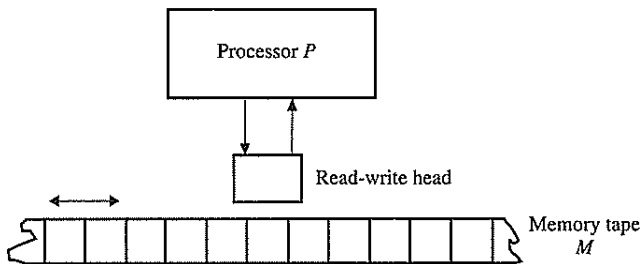 Processor P
Read-write head
Memory tape
M